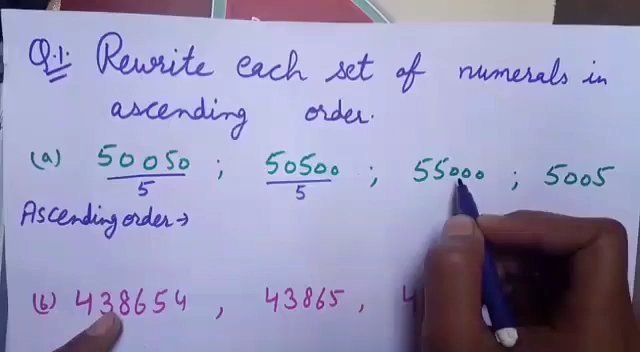 Q.1. Rewrite each set of numerals in
ascending order.
(a) 50050 ; 50500 ; 55000 ; 5005
5 5
Ascending order →
(b) 438654 , 43865 , 4